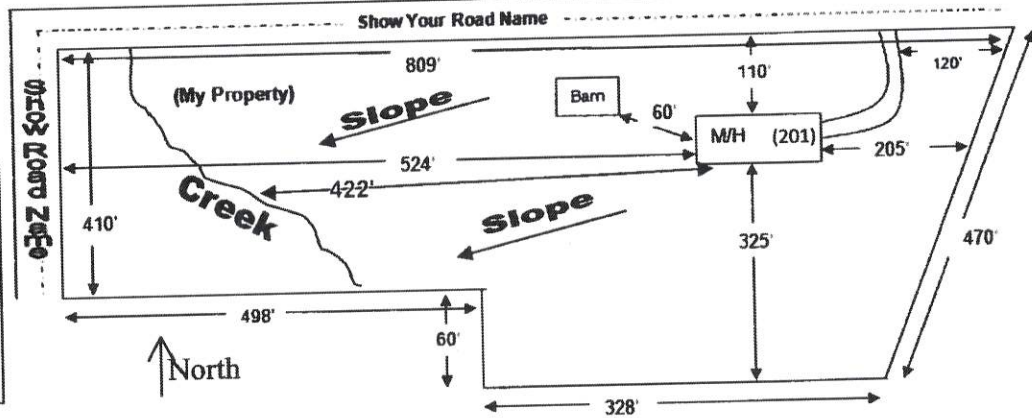 Show Your Road Name
Show Road Name
809'
110'
120'
(My Property)
Slope
Barn
60'
M/H (201)
205'
524'
422'
Creek
Slope
410'
325'
470'
498'
60'
North
328'